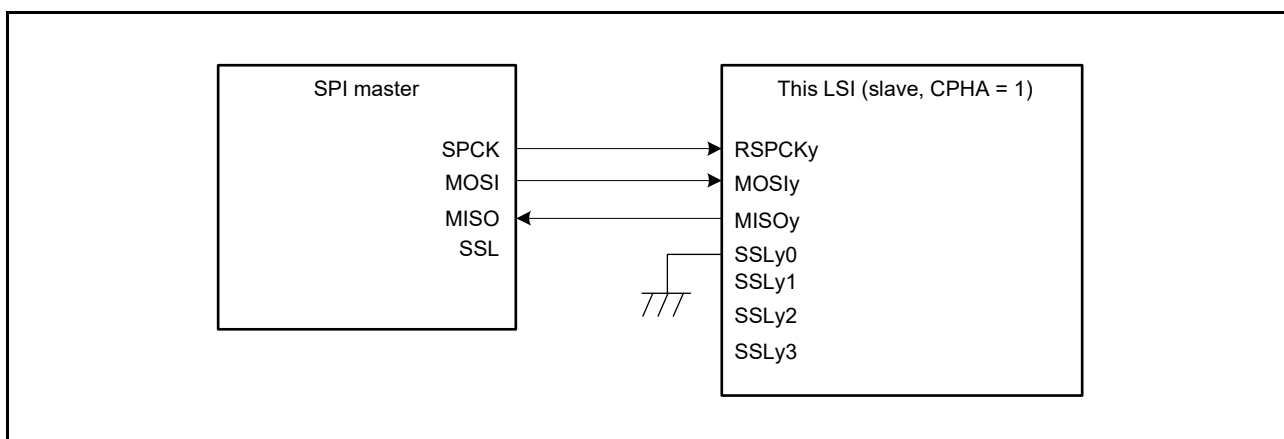 SPI master
SPCK
MOSI
MISO
SSL
This LSI (slave, CPHA = 1)
RSPCKy
MOSIy
MISOy
SSLy0
SSLy1
SSLy2
SSLy3